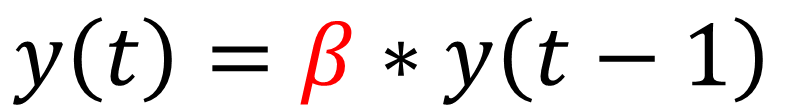 y(t) = β * y(t − 1)